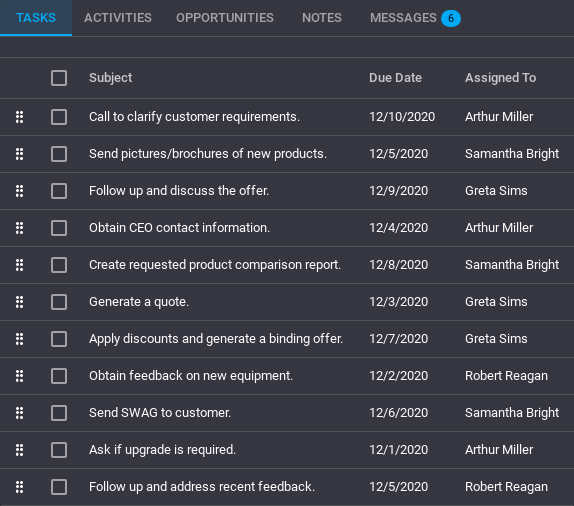 TASKS ACTIVITIES OPPORTUNITIES NOTES MESSAGES 6
Subject Due Date Assigned To
Call to clarify customer requirements. 12/10/2020 Arthur Miller
Send pictures/brochures of new products. 12/5/2020 Samantha Bright
Follow up and discuss the offer. 12/9/2020 Greta Sims
Obtain CEO contact information. 12/4/2020 Arthur Miller
Create requested product comparison report. 12/8/2020 Samantha Bright
Generate a quote. 12/3/2020 Greta Sims
Apply discounts and generate a binding offer. 12/7/2020 Greta Sims
Obtain feedback on new equipment. 12/2/2020 Robert Reagan
Send SWAG to customer. 12/6/2020 Samantha Bright
Ask if upgrade is required. 12/1/2020 Arthur Miller
Follow up and address recent feedback. 12/5/2020 Robert Reagan